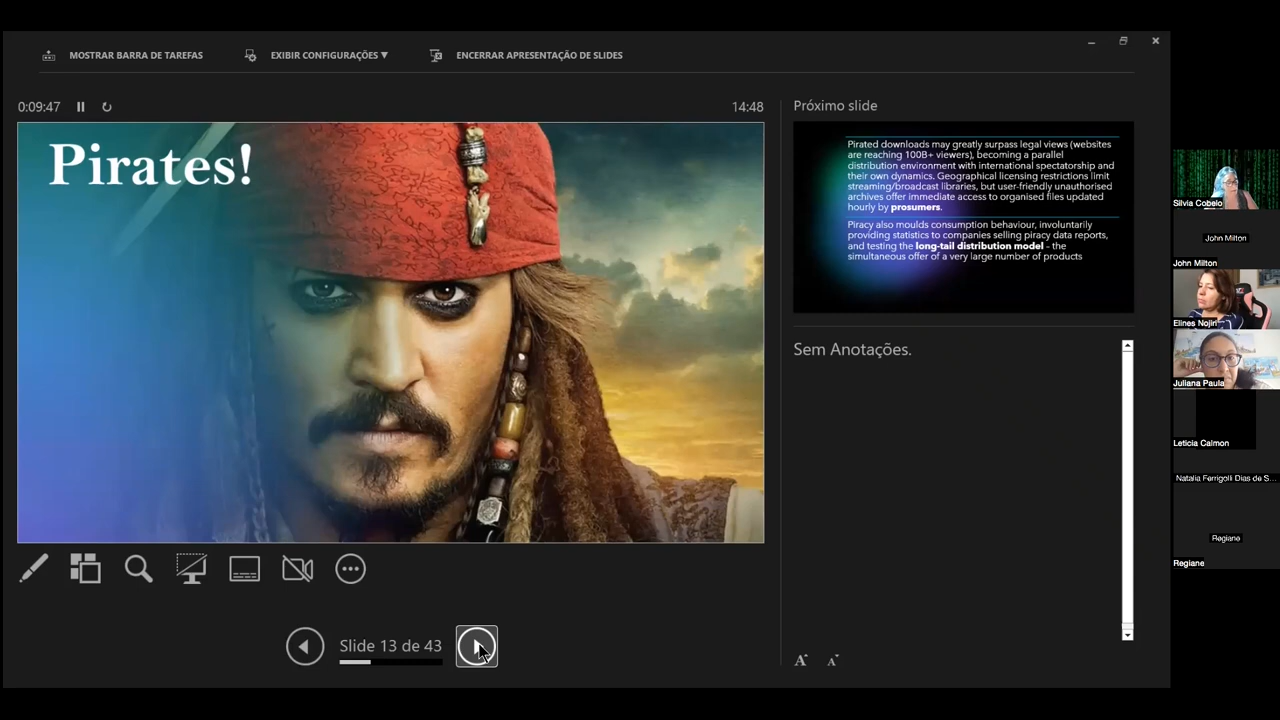 MOSTRAR BARRA DE TAREFAS
EXIBIR CONFIGURAÇÕES ▼
ENCERRAR APRESENTAÇÃO DE SLIDES
0:09:47
14:48
Pirates!
Slide 13 de 43
Próximo slide
Pirated downloads may greatly surpass legal views (websites
are reaching 100B+ viewers), becoming a parallel
distribution environment with international spectatorship and
their own dynamics. Geographical licensing restrictions limit
streaming/broadcast libraries, but user-friendly unauthorised
archives offer immediate access to organised files updated
hourly by prosumers.
Piracy also moulds consumption behaviour, involuntarily
providing statistics to companies selling piracy data reports,
and testing the long-tail distribution model - the
simultaneous offer of a very large number of products
Sem Anotações.
A A
Silvia Cobelo
John Milton
John Milton
Elines Nojiri
Juliana Paula
Leticia Calmon
Natalia Ferrigolli Dias de S...
Regiane
Regiane